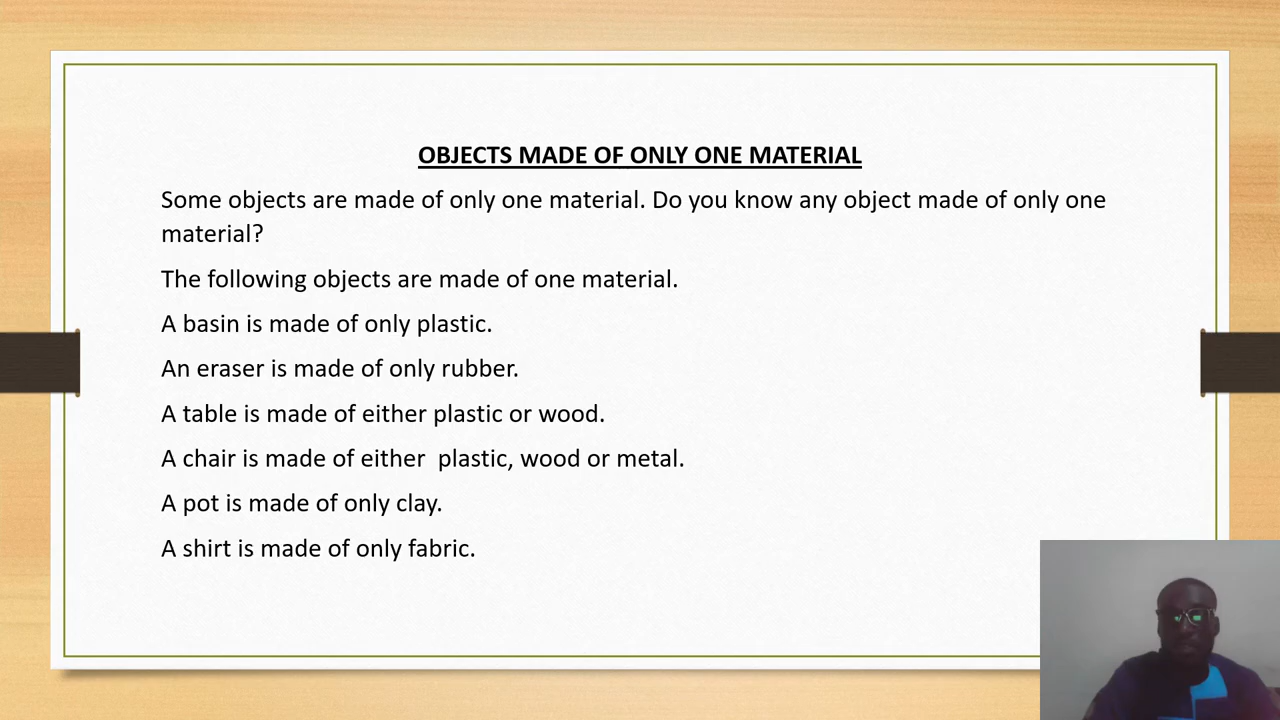 OBJECTS MADE OF ONLY ONE MATERIAL
Some objects are made of only one material. Do you know any object made of only one
material?
The following objects are made of one material.
A basin is made of only plastic.
An eraser is made of only rubber.
A table is made of either plastic or wood.
A chair is made of either  plastic, wood or metal.
A pot is made of only clay.
A shirt is made of only fabric.